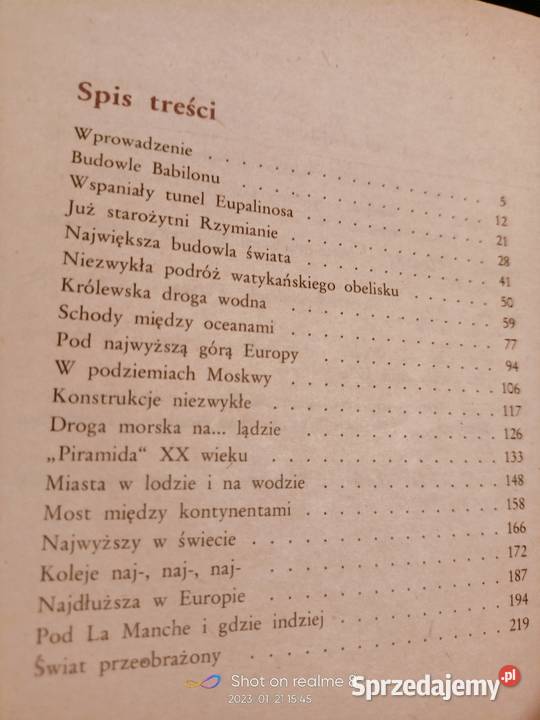 Spis treści
Wprowadzenie . . . . . . . . . . 5
Budowle Babilonu . . . . . . . . . . 12
Wspaniały tunel Eupalinosa . . . . . . . . 21
Już starożytni Rzymianie . . . . . . . . 28
Największa budowla świata . . . . . . . . 41
Niezwykła podróż watykańskiego obelisku . . . . 50
Królewska droga wodna . . . . . . . . 59
Schody między oceanami . . . . . . . . 77
Pod najwyższą górą Europy . . . . . . . . 94
W podziemiach Moskwy . . . . . . . . 106
Konstrukcje niezwykłe . . . . . . . . 117
Droga morska na... lądzie . . . . . . . . 126
„Piramida“ XX wieku . . . . . . . . 133
Miasta w lodzie i na wodzie . . . . . . . . 148
Most między kontynentami . . . . . . . . 158
Najwyższy w świecie . . . . . . . . 166
Koleje naj-, naj-, naj- . . . . . . . . 172
Najdłuższa w Europie . . . . . . . . 187
Pod La Manche i gdzie indziej . . . . . . . . 194
Świat przeobrażony . . . . . . . . 219
Shot on realme 8
2023.01.21 15:45
Sprzedajemy.pl